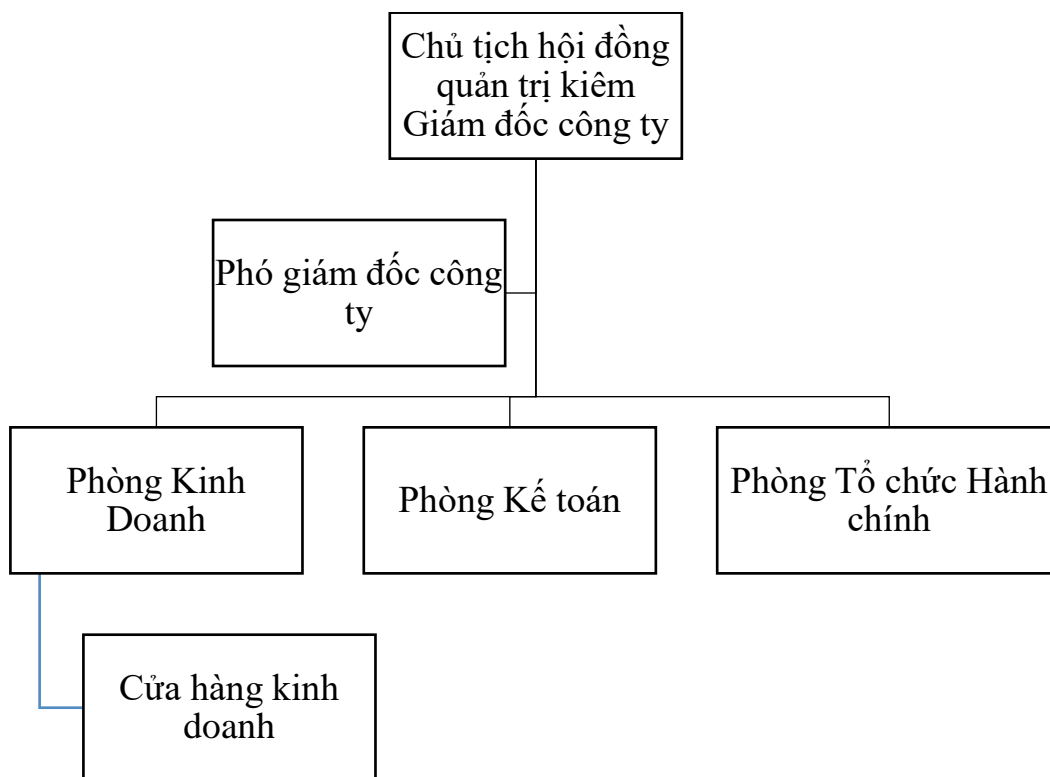 Chủ tịch hội đồng
quản trị kiêm
Giám đốc công ty
Phó giám đốc công
ty
Phòng Kinh
Doanh
Phòng Kế toán
Phòng Tổ chức Hành
chính
Cửa hàng kinh
doanh